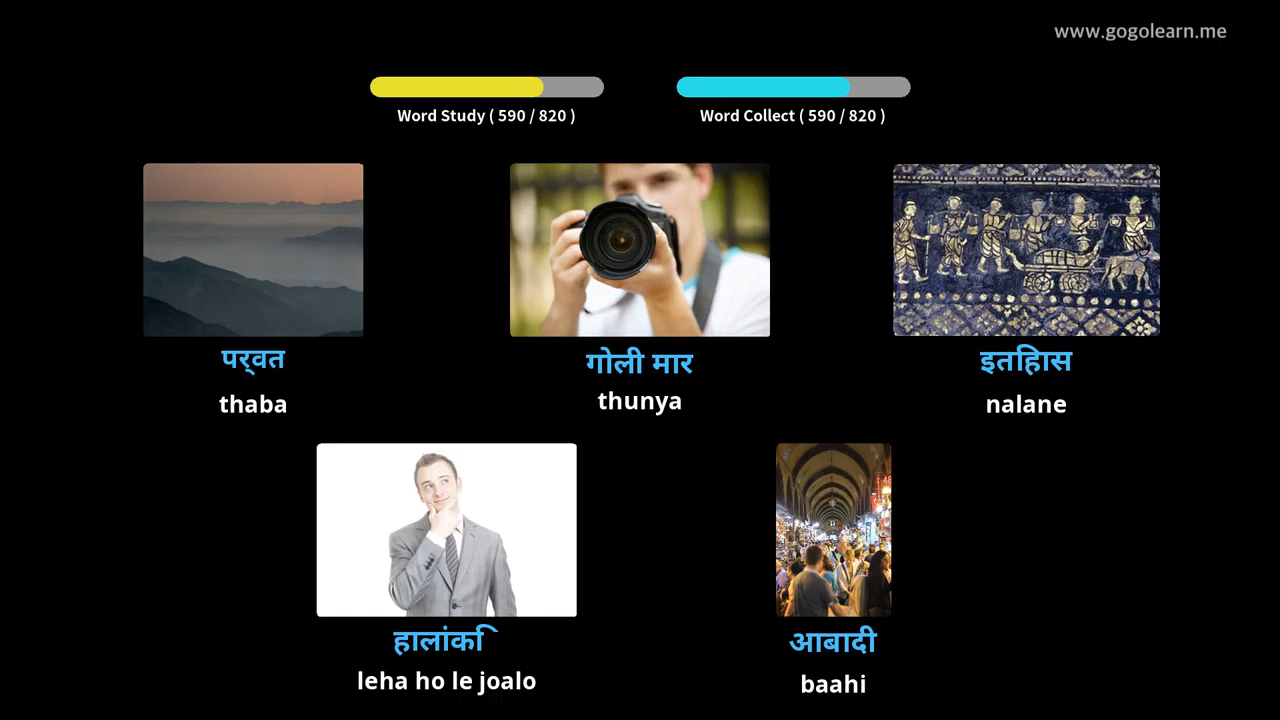 www.gogolearn.me
Word Study ( 590 / 820 )
Word Collect ( 590 / 820 )
पर्वत
thaba
गोली मार
thunya
इतिहास
nalane
हालांकि
leha ho le joalo
आबादी
baahi